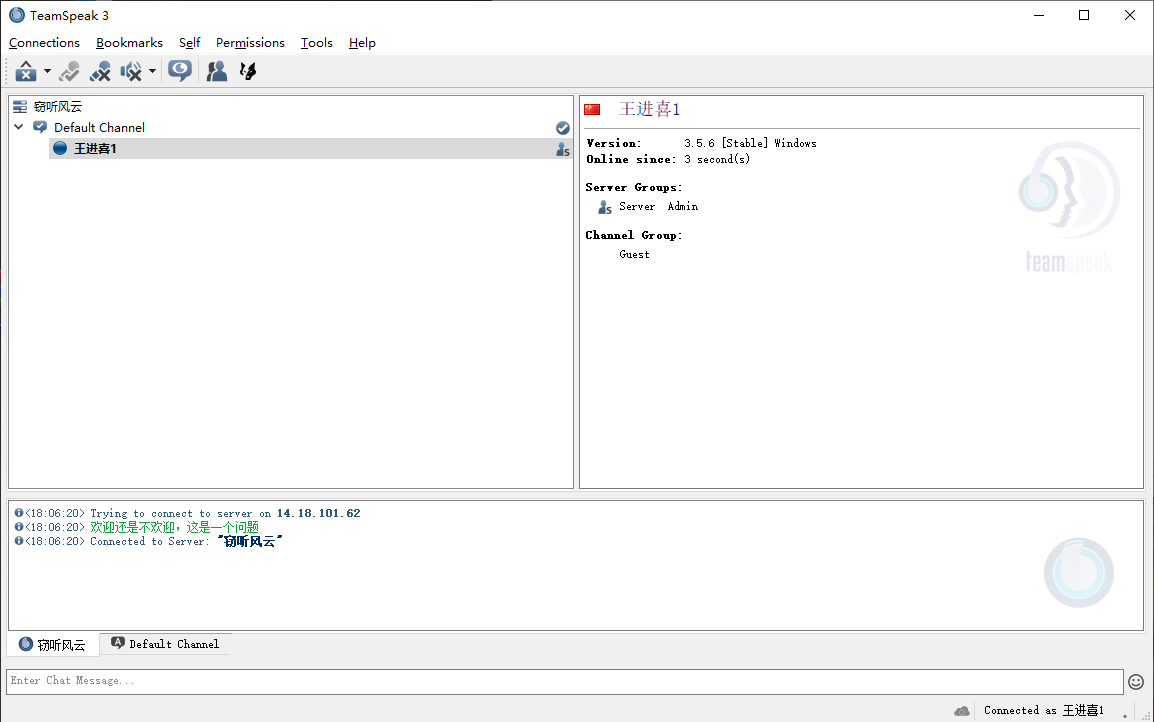 TeamSpeak 3
Connections Bookmarks Self Permissions Tools Help
窃听风云
Default Channel
王进喜1
王进喜1
Version: 3.5.6 [Stable] Windows
Online since: 3 second(s)
Server Groups:
Server Admin
Channel Group:
Guest
teamspeak
<18:06:20> Trying to connect to server on 14.18.101.62
<18:06:20> 欢迎还是不欢迎，这是一个问题
<18:06:20> Connected to Server: "窃听风云"
窃听风云
Default Channel
Enter Chat Message...
Connected as 王进喜1